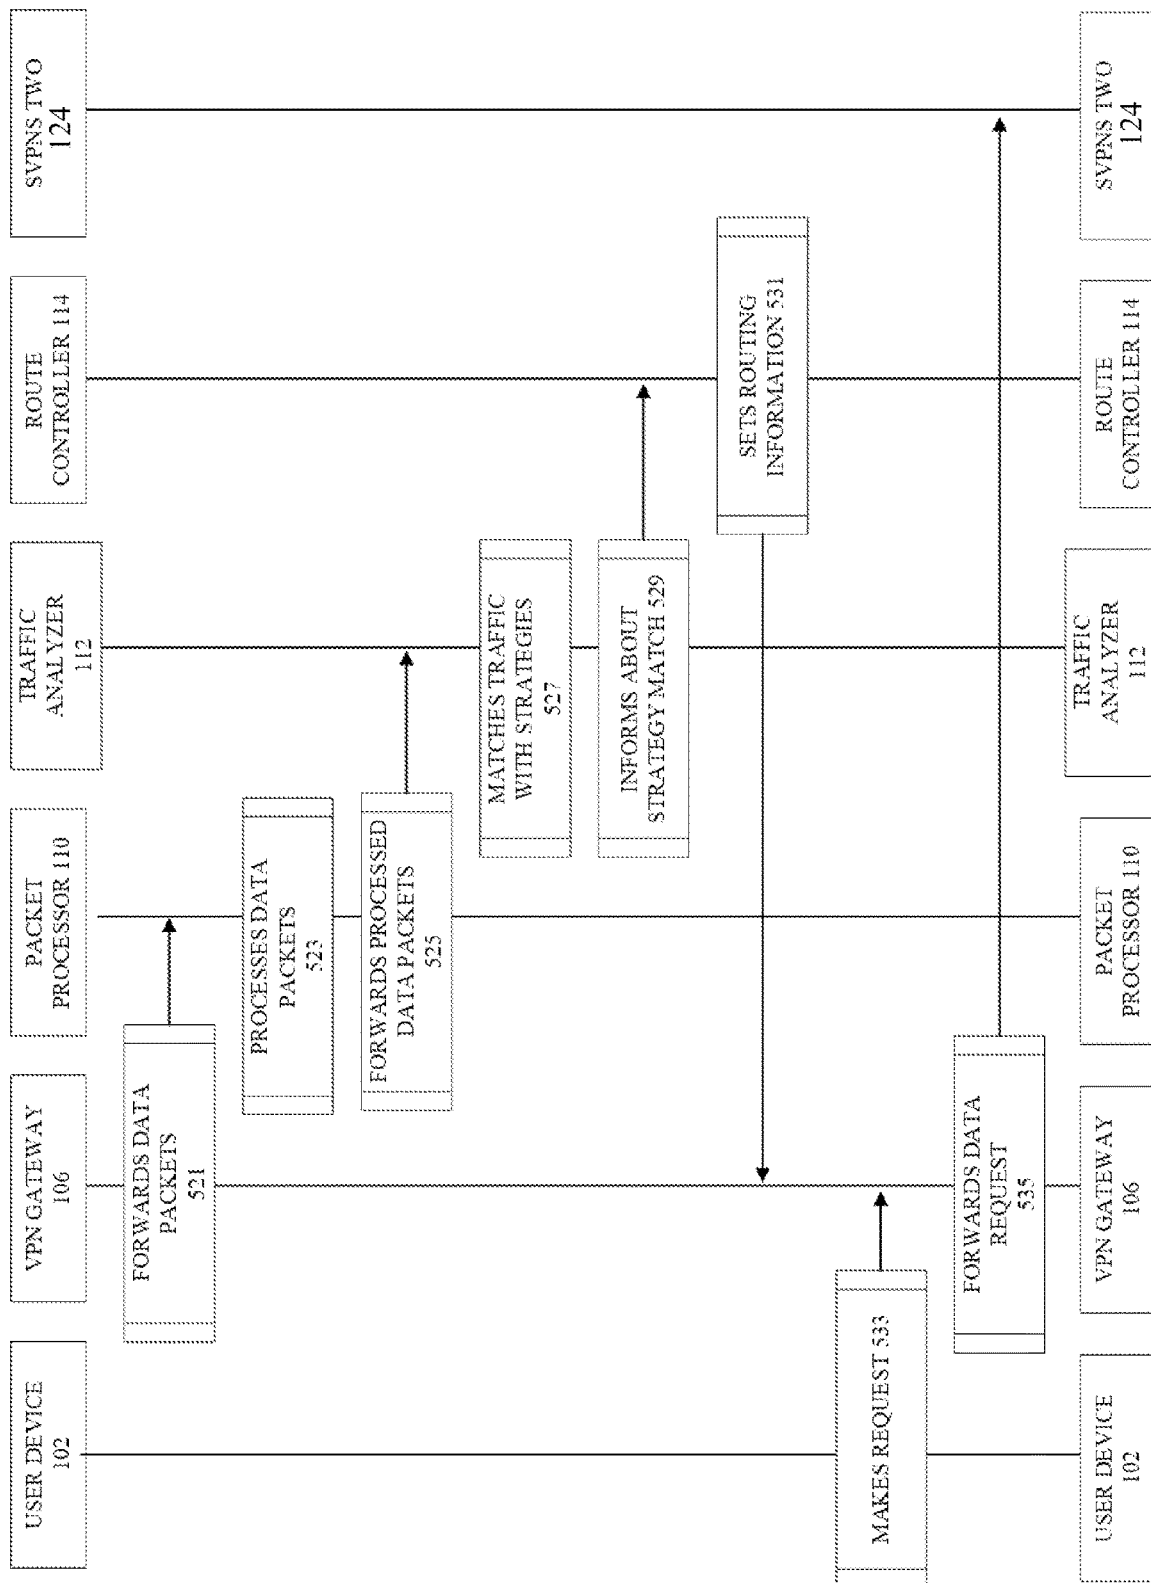 USER DEVICE
102
VPN GATEWAY
106
PACKET
PROCESSOR 110
TRAFFIC
ANALYZER
112
ROUTE
CONTROLLER 114
SVPNS TWO
124
FORWARDS DATA
PACKETS
521
PROCESSES DATA
PACKETS
523
FORWARDS PROCESSED
DATA PACKETS
525
MATCHES TRAFFIC
WITH STRATEGIES
527
INFORMS ABOUT
STRATEGY MATCH 529
SETS ROUTING
INFORMATION 531
MAKES REQUEST 533
FORWARDS DATA
REQUEST
535
USER DEVICE
102
VPN GATEWAY
106
PACKET
PROCESSOR 110
TRAFFIC
ANALYZER
112
ROUTE
CONTROLLER 114
SVPNS TWO
124